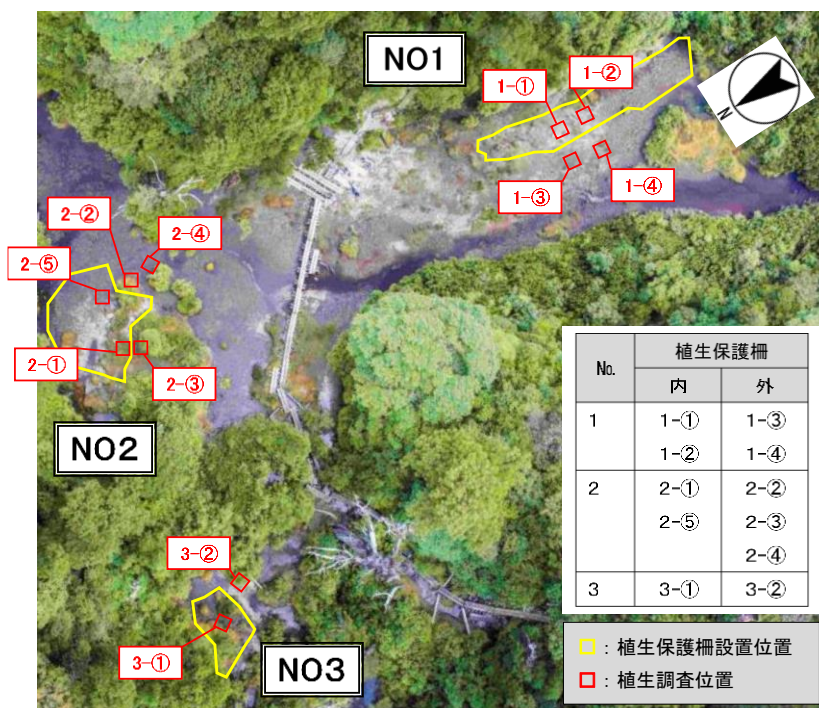 NO1
1-①
1-②
1-③
1-④
N
2-②
2-④
2-⑤
2-①
2-③
NO2
3-②
3-①
NO3
No. 植生保護柵
内 外
1 1-① 1-③
1-② 1-④
2 2-① 2-②
2-⑤ 2-③
2-④
3 3-① 3-②
：植生保護柵設置位置
：植生調査位置